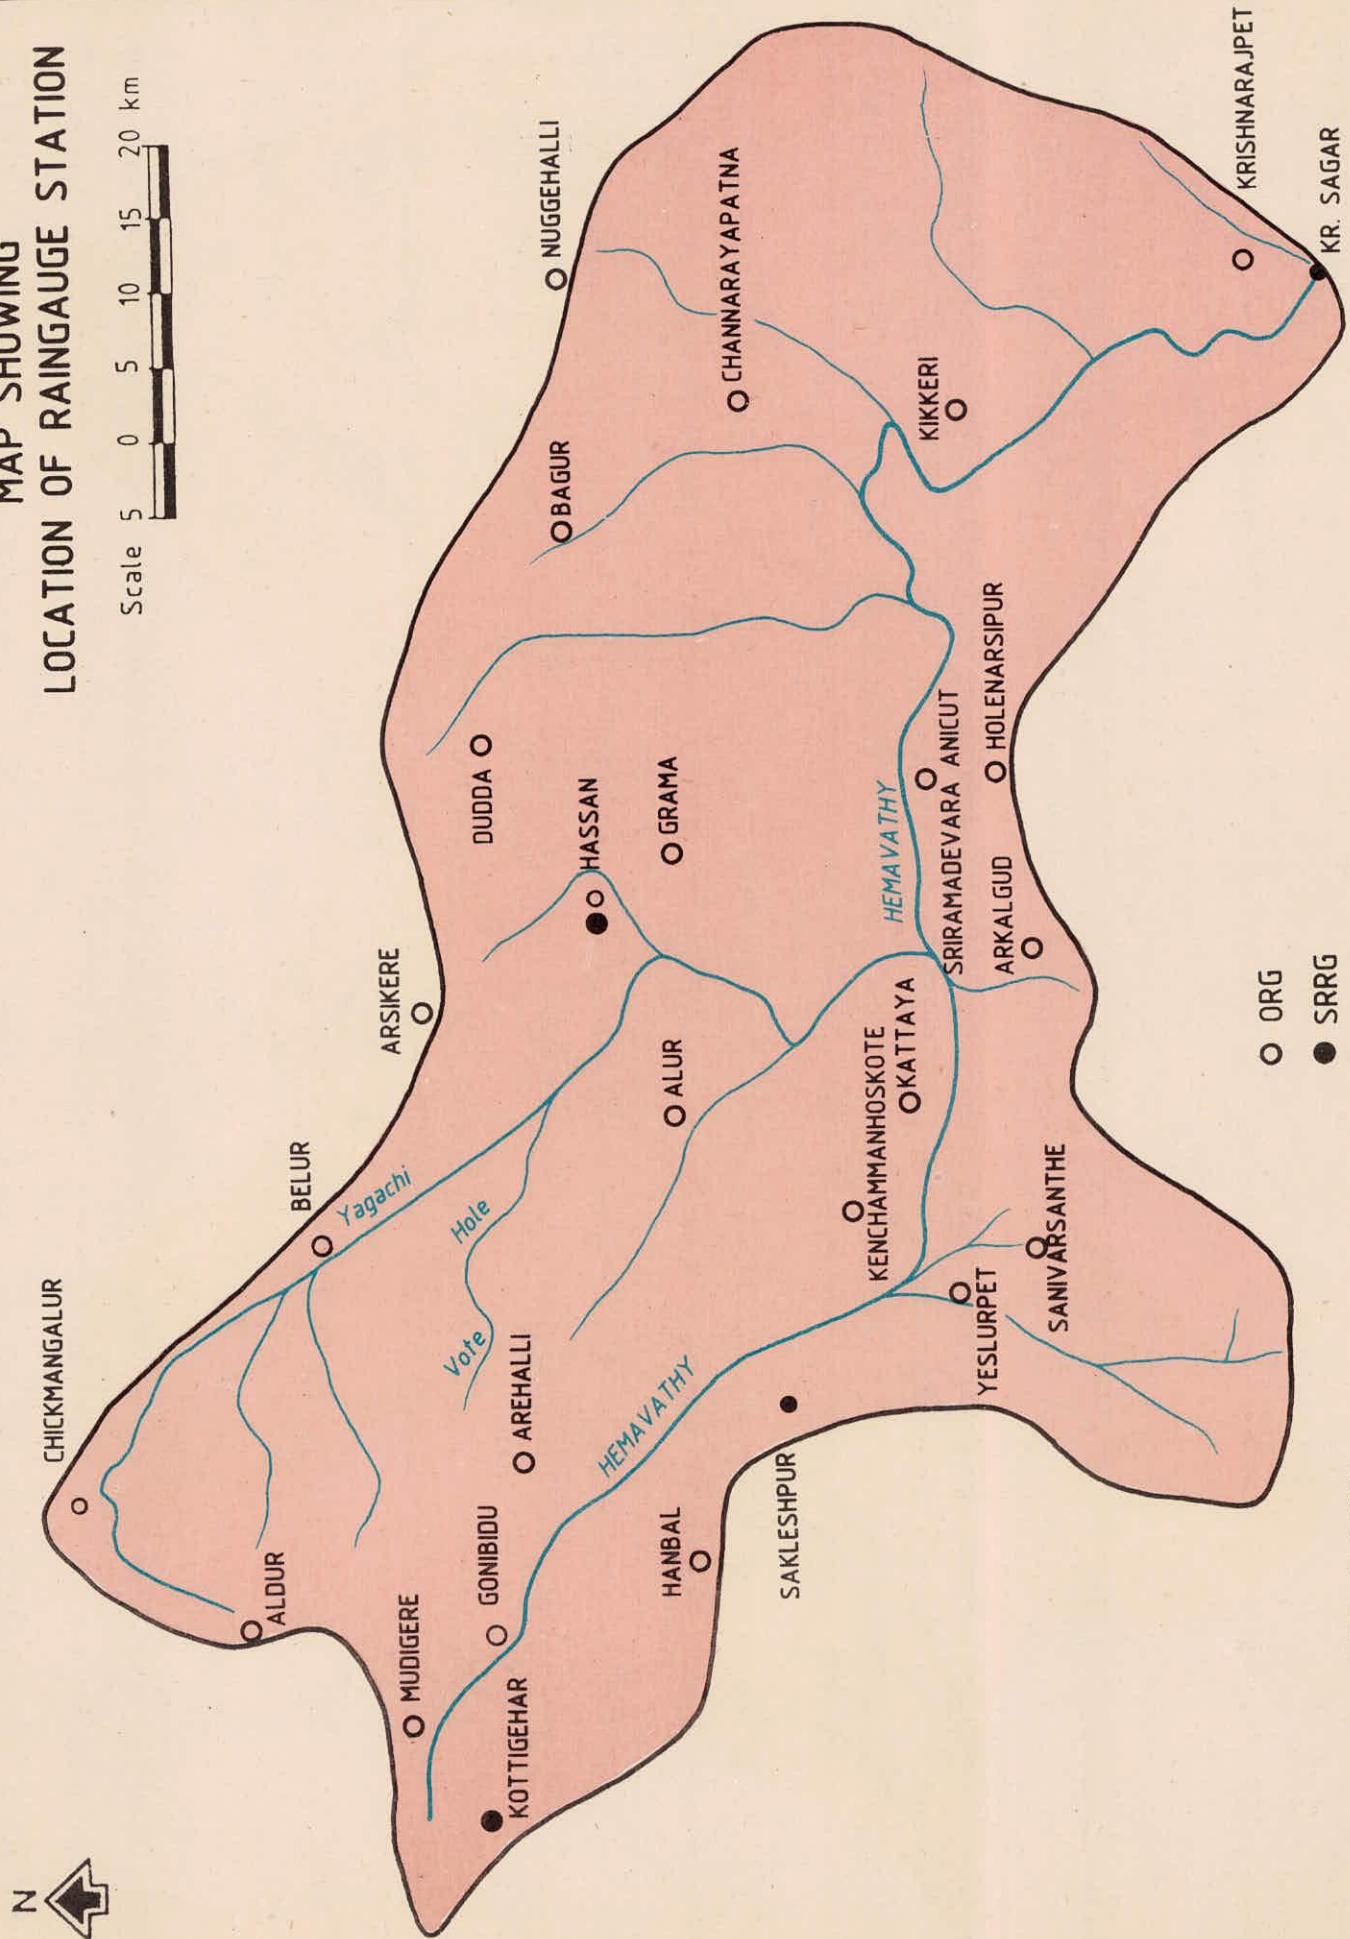 MAP SHOWING
LOCATION OF RAINGAUGE STATION
Scale 5 0 5 10 15 20 km
N
CHICKMANGALUR
ALDUR
BELUR
Yagachi
ARSIKERE
MUDIGERE
GONIBIDU
KOTTIGEHAR
AREHALLI
Vote Hole
DUDDA
HASSAN
GRAMA
BAGUR
NUGGEHALLI
CHANNARAYAPATNA
HANBAL
HEMAVATHY
ALUR
SAKLESHPUR
KENCHAMMANHOSKOTE
KATTAYA
HEMAVATHY
SRIRAMADEVARA ANICUT
HOLENARSIPUR
ARKALGUD
KIKKERI
YESLURPET
SANIVARSANTHE
KRISHNARAJPET
KR. SAGAR
ORG
SRRG